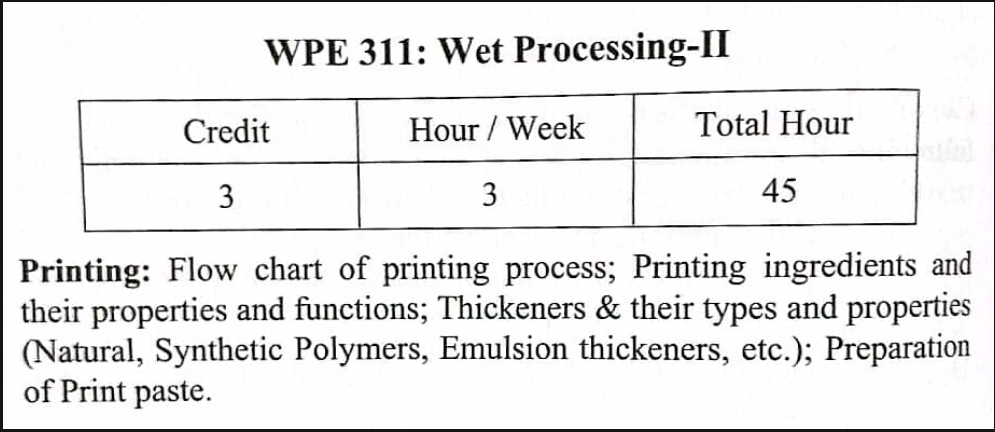 WPE 311: Wet Processing-II
Credit Hour / Week Total Hour
3 3 45
Printing: Flow chart of printing process; Printing ingredients and
their properties and functions; Thickeners & their types and properties
(Natural, Synthetic Polymers, Emulsion thickeners, etc.); Preparation
of Print paste.